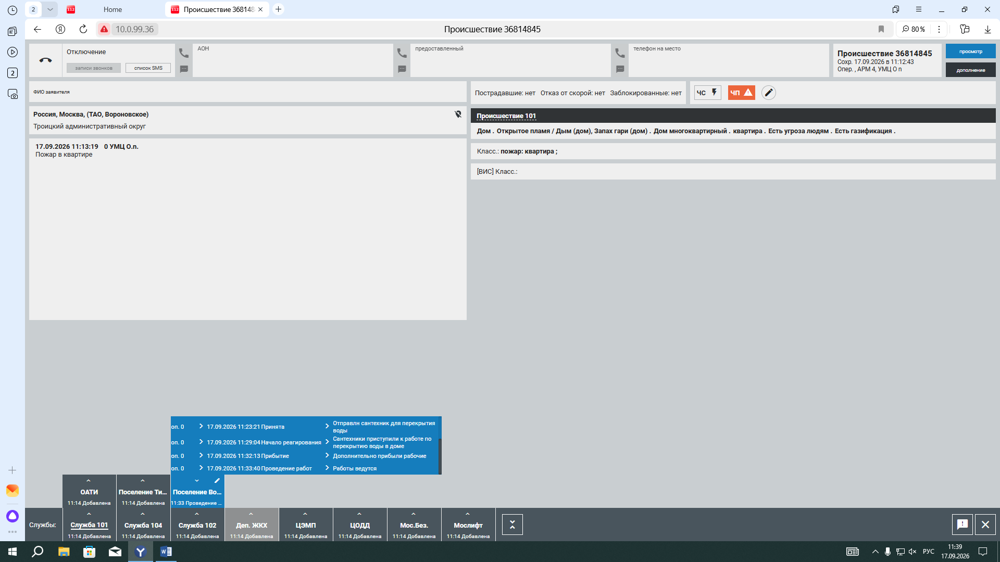 2
Home
Происшествие 368148
10.0.99.36
Происшествие 36814845
80%
2
Отключение
записи звонков
список SMS
АОН
предоставленный
телефон на место
Происшествие 36814845
Сохр. 17.09.2026 в 11:12:43
Опер. , АРМ 4, УМЦ О п
просмотр
дополнение
ФИО заявителя
Пострадавшие: нет Отказ от скорой: нет Заблокированные: нет
ЧС
ЧП
Россия, Москва, (ТАО, Вороновское)
Троицкий административный округ
Происшествие 101
Дом . Открытое пламя / Дым (дом), Запах гари (дом) . Дом многоквартирный . квартира . Есть угроза людям . Есть газификация .
17.09.2026 11:13:19 0 УМЦ О.п.
Пожар в квартире
Класс.: пожар: квартира ;
[ВИС] Класс.:
оп. 0 17.09.2026 11:23:21 Принята Отправлн сантехник для перекрытия воды
оп. 0 17.09.2026 11:29:04 Начало реагирования Сантехники приступили к работе по перекрытию воды в доме
оп. 0 17.09.2026 11:32:13 Прибытие Дополнительно прибыли рабочие
оп. 0 17.09.2026 11:33:40 Проведение работ Работы ведутся
ОАТИ
11:14 Добавлена
Поселение Ти...
11:14 Добавлена
Поселение Во...
11:33 Проведение ...
Службы:
Служба 101
11:14 Добавлена
Служба 104
11:14 Добавлена
Служба 102
11:14 Добавлена
Деп. ЖКХ
11:14 Добавлена
ЦЭМП
11:14 Добавлена
ЦОДД
11:14 Добавлена
Мос.Без.
11:14 Добавлена
Мослифт
11:14 Добавлена
РУС
11:39
17.09.2026